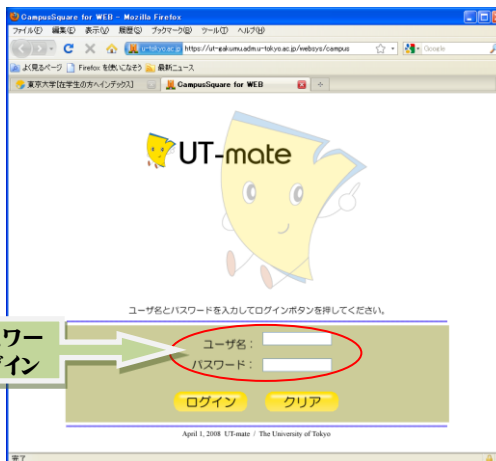 CampusSquare for WEB - Mozilla Firefox
ファイル(F) 編集(E) 表示(V) 履歴(S) ブックマーク(B) ツール(T) ヘルプ(H)
u-tokyo.ac.jp https://ut-gakumu.adm.u-tokyo.ac.jp/websys/campus
Google
よく見るページ Firefox を使いこなそう 最新ニュース
東京大学[在学生の方へインデックス] CampusSquare for WEB
UT-mate
ユーザ名とパスワードを入力してログインボタンを押してください。
ユーザ名：
パスワード：
ログイン クリア
April 1, 2008 UT-mate / The University of Tokyo
完了